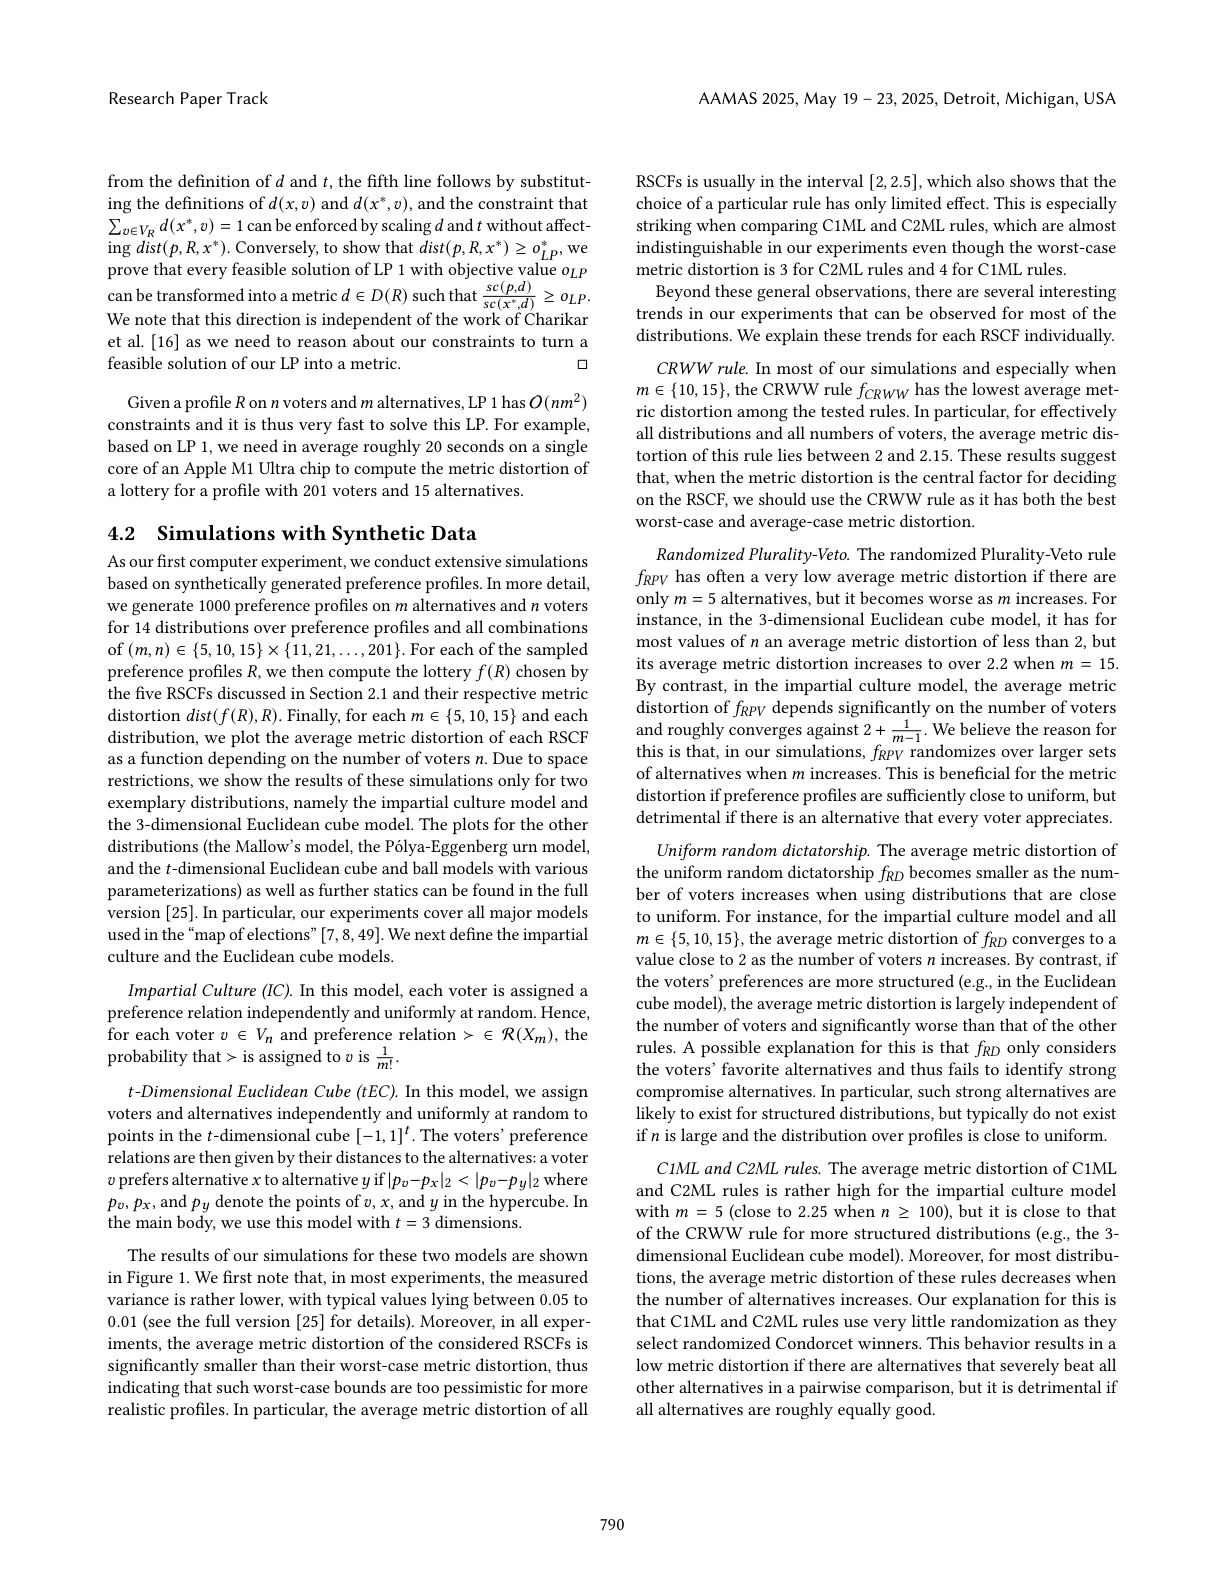 Research Paper Track
AAMAS 2025, May 19 – 23, 2025, Detroit, Michigan, USA
from the definition of d and t, the fifth line follows by substitut-
ing the definitions of d(x, v) and d(x*, v), and the constraint that
∑_{v∈V_R} d(x*, v) = 1 can be enforced by scaling d and t without affect-
ing dist(p, R, x*). Conversely, to show that dist(p, R, x*) ≥ o*_{LP}, we
prove that every feasible solution of LP 1 with objective value o_{LP}
can be transformed into a metric d ∈ D(R) such that \frac{sc(p,d)}{sc(x*,d)} ≥ o_{LP}.
We note that this direction is independent of the work of Charikar
et al. [16] as we need to reason about our constraints to turn a
feasible solution of our LP into a metric. □
Given a profile R on n voters and m alternatives, LP 1 has O(nm²)
constraints and it is thus very fast to solve this LP. For example,
based on LP 1, we need in average roughly 20 seconds on a single
core of an Apple M1 Ultra chip to compute the metric distortion of
a lottery for a profile with 201 voters and 15 alternatives.
4.2 Simulations with Synthetic Data
As our first computer experiment, we conduct extensive simulations
based on synthetically generated preference profiles. In more detail,
we generate 1000 preference profiles on m alternatives and n voters
for 14 distributions over preference profiles and all combinations
of (m, n) ∈ {5, 10, 15} × {11, 21, . . . , 201}. For each of the sampled
preference profiles R, we then compute the lottery f(R) chosen by
the five RSCFs discussed in Section 2.1 and their respective metric
distortion dist(f(R), R). Finally, for each m ∈ {5, 10, 15} and each
distribution, we plot the average metric distortion of each RSCF
as a function depending on the number of voters n. Due to space
restrictions, we show the results of these simulations only for two
exemplary distributions, namely the impartial culture model and
the 3-dimensional Euclidean cube model. The plots for the other
distributions (the Mallow's model, the Pólya-Eggenberg urn model,
and the t-dimensional Euclidean cube and ball models with various
parameterizations) as well as further statics can be found in the full
version [25]. In particular, our experiments cover all major models
used in the “map of elections” [7, 8, 49]. We next define the impartial
culture and the Euclidean cube models.
Impartial Culture (IC). In this model, each voter is assigned a
preference relation independently and uniformly at random. Hence,
for each voter v ∈ V_n and preference relation ≻ ∈ R(X_m), the
probability that ≻ is assigned to v is \frac{1}{m!}.
t-Dimensional Euclidean Cube (tEC). In this model, we assign
voters and alternatives independently and uniformly at random to
points in the t-dimensional cube [−1, 1]^t. The voters' preference
relations are then given by their distances to the alternatives: a voter
v prefers alternative x to alternative y if |p_v−p_x|_2 < |p_v−p_y|_2 where
p_v, p_x, and p_y denote the points of v, x, and y in the hypercube. In
the main body, we use this model with t = 3 dimensions.
The results of our simulations for these two models are shown
in Figure 1. We first note that, in most experiments, the measured
variance is rather lower, with typical values lying between 0.05 to
0.01 (see the full version [25] for details). Moreover, in all exper-
iments, the average metric distortion of the considered RSCFs is
significantly smaller than their worst-case metric distortion, thus
indicating that such worst-case bounds are too pessimistic for more
realistic profiles. In particular, the average metric distortion of all
RSCFs is usually in the interval [2, 2.5], which also shows that the
choice of a particular rule has only limited effect. This is especially
striking when comparing C1ML and C2ML rules, which are almost
indistinguishable in our experiments even though the worst-case
metric distortion is 3 for C2ML rules and 4 for C1ML rules.
Beyond these general observations, there are several interesting
trends in our experiments that can be observed for most of the
distributions. We explain these trends for each RSCF individually.
CRWW rule. In most of our simulations and especially when
m ∈ {10, 15}, the CRWW rule f_{CRWW} has the lowest average met-
ric distortion among the tested rules. In particular, for effectively
all distributions and all numbers of voters, the average metric dis-
tortion of this rule lies between 2 and 2.15. These results suggest
that, when the metric distortion is the central factor for deciding
on the RSCF, we should use the CRWW rule as it has both the best
worst-case and average-case metric distortion.
Randomized Plurality-Veto. The randomized Plurality-Veto rule
f_{RPV} has often a very low average metric distortion if there are
only m = 5 alternatives, but it becomes worse as m increases. For
instance, in the 3-dimensional Euclidean cube model, it has for
most values of n an average metric distortion of less than 2, but
its average metric distortion increases to over 2.2 when m = 15.
By contrast, in the impartial culture model, the average metric
distortion of f_{RPV} depends significantly on the number of voters
and roughly converges against 2 + \frac{1}{m−1}. We believe the reason for
this is that, in our simulations, f_{RPV} randomizes over larger sets
of alternatives when m increases. This is beneficial for the metric
distortion if preference profiles are sufficiently close to uniform, but
detrimental if there is an alternative that every voter appreciates.
Uniform random dictatorship. The average metric distortion of
the uniform random dictatorship f_{RD} becomes smaller as the num-
ber of voters increases when using distributions that are close
to uniform. For instance, for the impartial culture model and all
m ∈ {5, 10, 15}, the average metric distortion of f_{RD} converges to a
value close to 2 as the number of voters n increases. By contrast, if
the voters' preferences are more structured (e.g., in the Euclidean
cube model), the average metric distortion is largely independent of
the number of voters and significantly worse than that of the other
rules. A possible explanation for this is that f_{RD} only considers
the voters' favorite alternatives and thus fails to identify strong
compromise alternatives. In particular, such strong alternatives are
likely to exist for structured distributions, but typically do not exist
if n is large and the distribution over profiles is close to uniform.
C1ML and C2ML rules. The average metric distortion of C1ML
and C2ML rules is rather high for the impartial culture model
with m = 5 (close to 2.25 when n ≥ 100), but it is close to that
of the CRWW rule for more structured distributions (e.g., the 3-
dimensional Euclidean cube model). Moreover, for most distribu-
tions, the average metric distortion of these rules decreases when
the number of alternatives increases. Our explanation for this is
that C1ML and C2ML rules use very little randomization as they
select randomized Condorcet winners. This behavior results in a
low metric distortion if there are alternatives that severely beat all
other alternatives in a pairwise comparison, but it is detrimental if
all alternatives are roughly equally good.
790